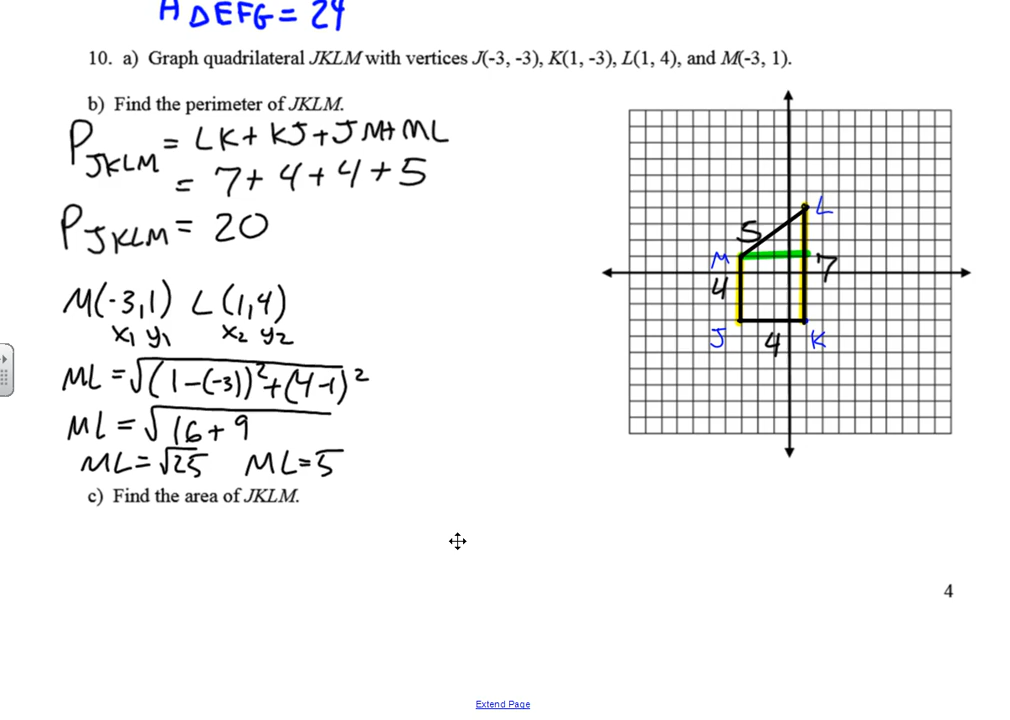 A DEFG = 24
10. a) Graph quadrilateral JKLM with vertices J(-3, -3), K(1, -3), L(1, 4), and M(-3, 1).
b) Find the perimeter of JKLM.
P JKLM = LK + KJ + JM + ML
= 7 + 4 + 4 + 5
P JKLM = 20
M(-3,1) L(1,4)
x₁ y₁ x₂ y₂
ML = √(1-(-3))² + (4-1)²
ML = √16 + 9
ML = √25 ML = 5
c) Find the area of JKLM.
L
5
M
7
4
J
4
K
4
Extend Page